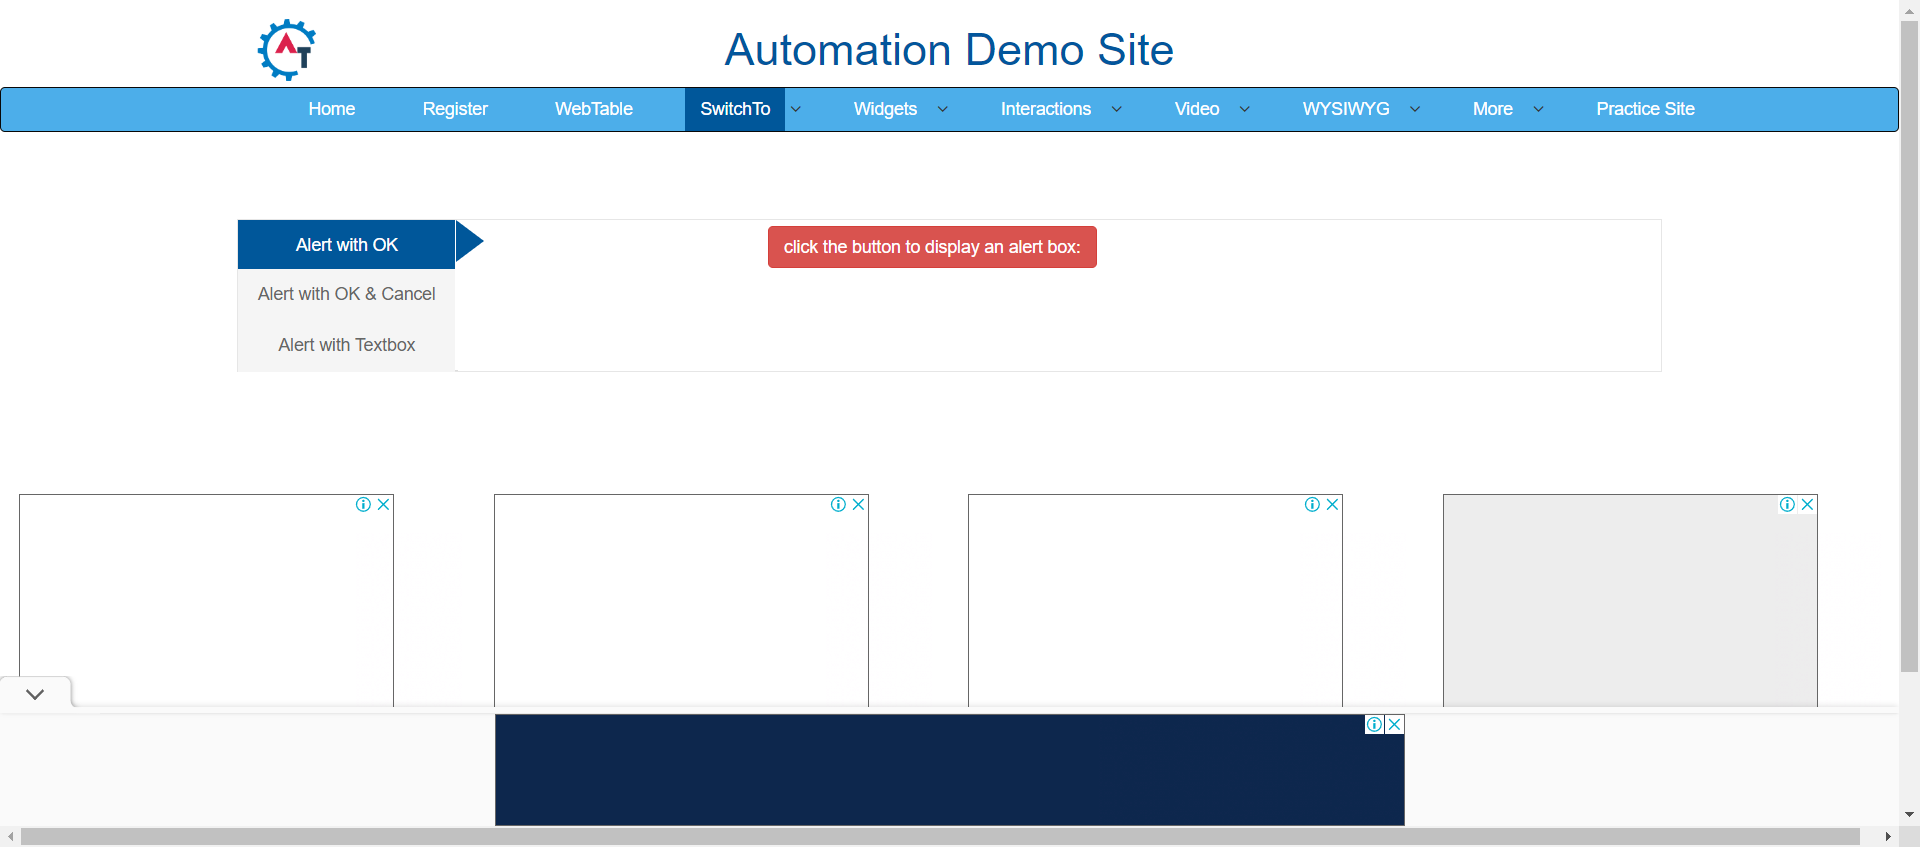 AT
Automation Demo Site
Home Register WebTable SwitchTo Widgets Interactions Video WYSIWYG More Practice Site
Alert with OK
click the button to display an alert box:
Alert with OK & Cancel
Alert with Textbox